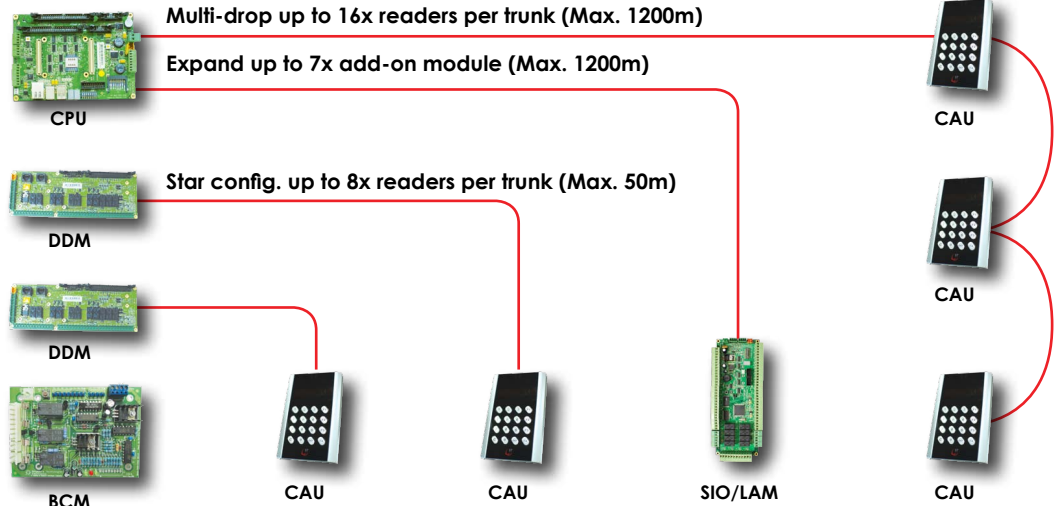 Multi-drop up to 16x readers per trunk (Max. 1200m)
Expand up to 7x add-on module (Max. 1200m)
CPU
CAU
Star config. up to 8x readers per trunk (Max. 50m)
DDM
CAU
DDM
BCM
CAU
CAU
SIO/LAM
CAU